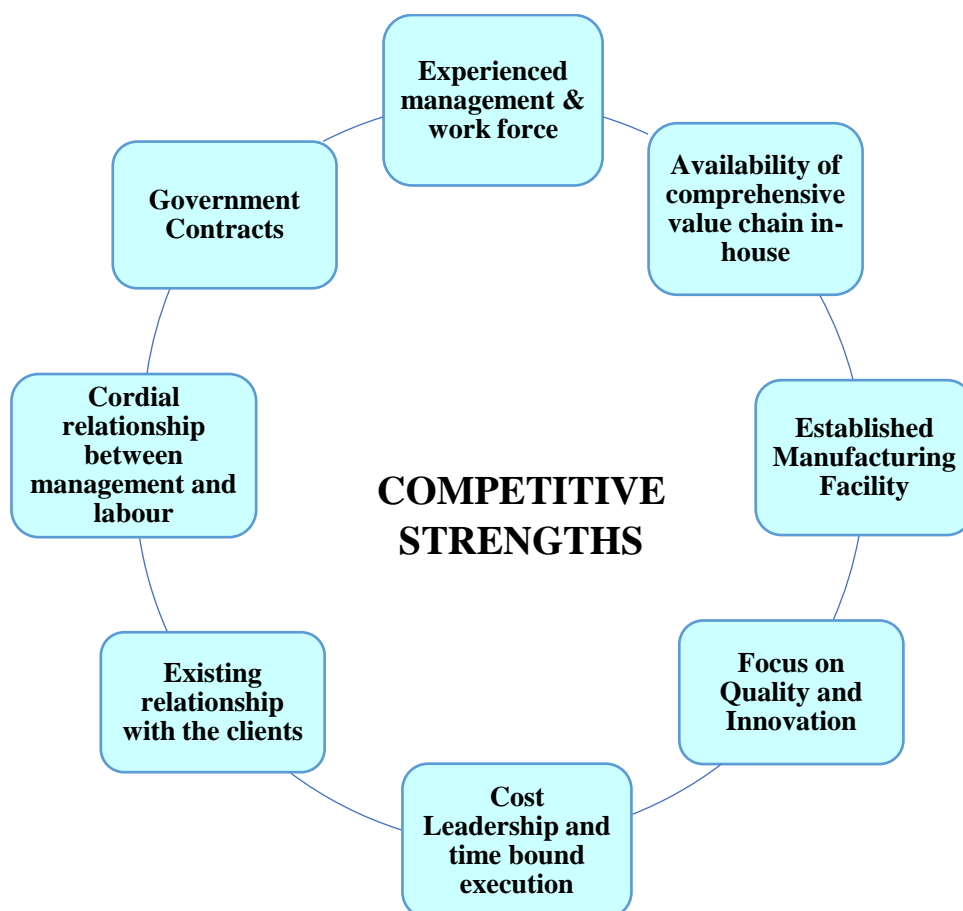 Experienced
management &
work force
Availability of
comprehensive
value chain in-
house
Established
Manufacturing
Facility
Focus on
Quality and
Innovation
Cost
Leadership and
time bound
execution
Existing
relationship
with the clients
Cordial
relationship
between
management and
labour
Government
Contracts
COMPETITIVE
STRENGTHS